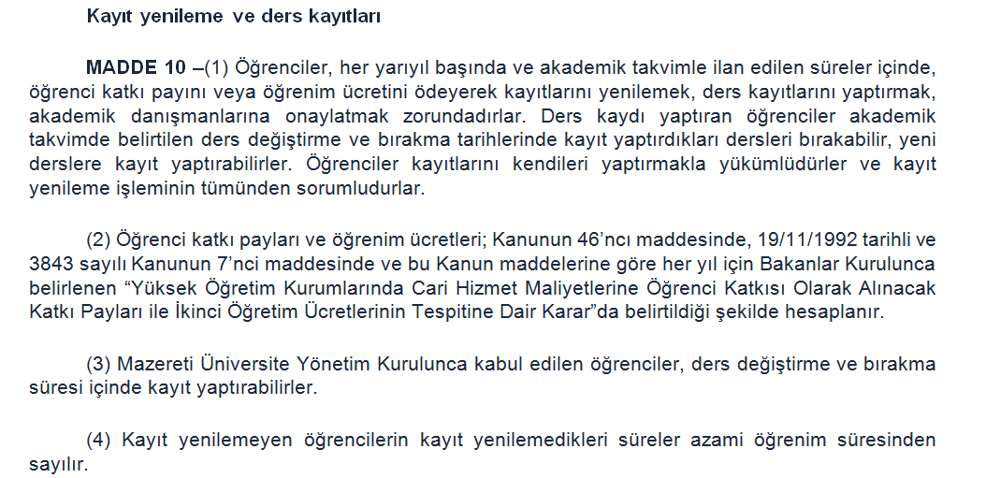 Kayıt yenileme ve ders kayıtları
MADDE 10 –(1) Öğrenciler, her yarıyıl başında ve akademik takvimle ilan edilen süreler içinde,
öğrenci katkı payını veya öğrenim ücretini ödeyerek kayıtlarını yenilemek, ders kayıtlarını yaptırmak,
akademik danışmanlarına onaylatmak zorundadırlar. Ders kaydı yaptıran öğrenciler akademik
takvimde belirtilen ders değiştirme ve bırakma tarihlerinde kayıt yaptırdıkları dersleri bırakabilir, yeni
derslere kayıt yaptırabilirler. Öğrenciler kayıtlarını kendileri yaptırmakla yükümlüdürler ve kayıt
yenileme işleminin tümünden sorumludurlar.
(2) Öğrenci katkı payları ve öğrenim ücretleri; Kanunun 46’ncı maddesinde, 19/11/1992 tarihli ve
3843 sayılı Kanunun 7’nci maddesinde ve bu Kanun maddelerine göre her yıl için Bakanlar Kurulunca
belirlenen “Yüksek Öğretim Kurumlarında Cari Hizmet Maliyetlerine Öğrenci Katkısı Olarak Alınacak
Katkı Payları ile İkinci Öğretim Ücretlerinin Tespitine Dair Karar”da belirtildiği şekilde hesaplanır.
(3) Mazereti Üniversite Yönetim Kurulunca kabul edilen öğrenciler, ders değiştirme ve bırakma
süresi içinde kayıt yaptırabilirler.
(4) Kayıt yenilemeyen öğrencilerin kayıt yenilemedikleri süreler azami öğrenim süresinden
sayılır.